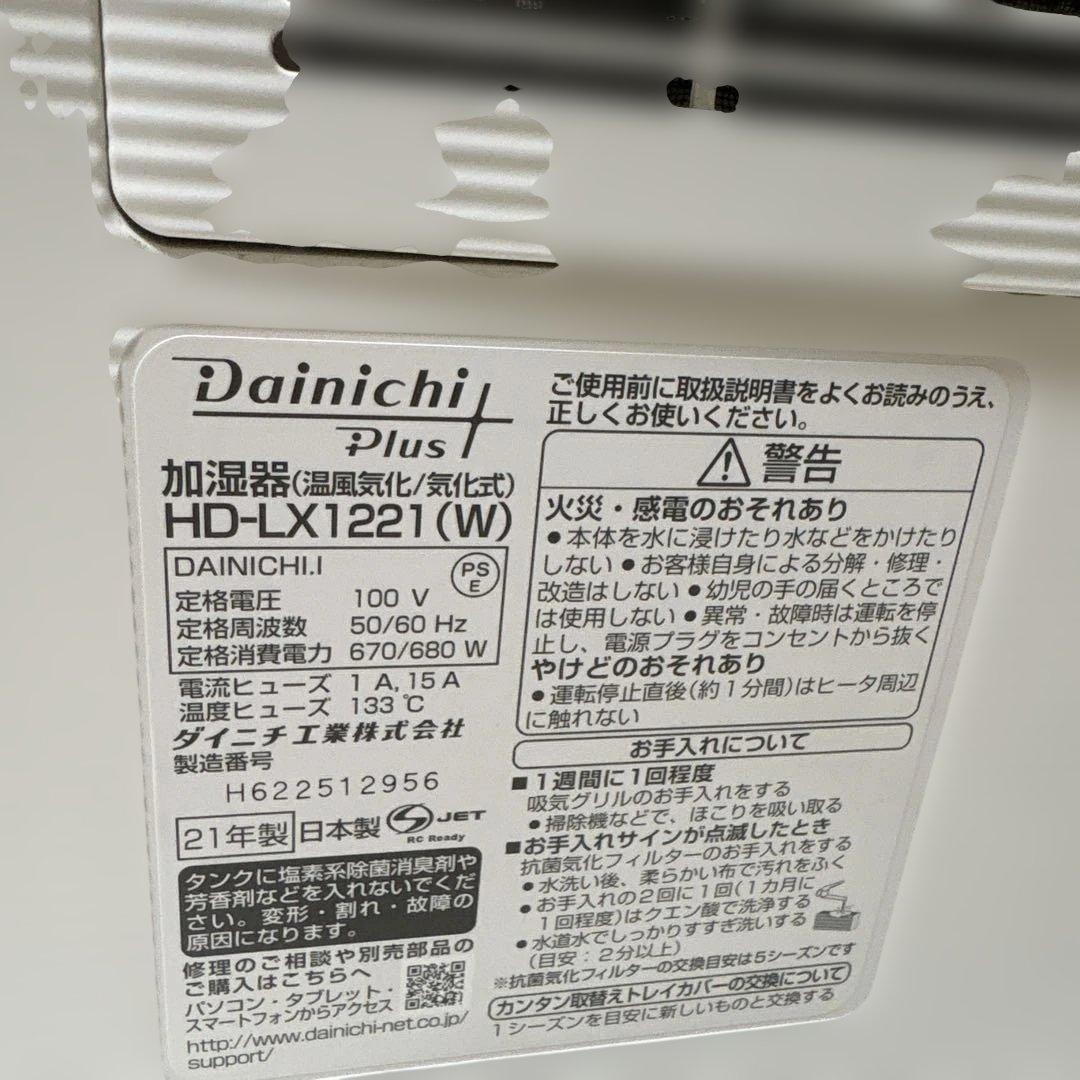 Dainichi
Plus
加湿器(温風気化/気化式)
HD-LX1221(W)
DAINICHI.I
PS
E
定格電圧 100 V
定格周波数 50/60 Hz
定格消費電力 670/680 W
電流ヒューズ 1 A, 15 A
温度ヒューズ 133 ℃
ダイニチ工業株式会社
製造番号
H622512956
21年製 日本製 S JET
RC Ready
タンクに塩素系除菌消臭剤や
芳香剤などを入れないでくだ
さい。変形・割れ・故障の
原因になります。
修理のご相談や別売部品の
ご購入はこちらへ
パソコン・タブレット・
スマートフォンからアクセス
http://www.dainichi-net.co.jp/
support/
ご使用前に取扱説明書をよくお読みのうえ、
正しくお使いください。
警告
火災・感電のおそれあり
●本体を水に浸けたり水などをかけたり
しない ●お客様自身による分解・修理・
改造はしない ●幼児の手の届くところで
は使用しない ●異常・故障時は運転を停
止し、電源プラグをコンセントから抜く
やけどのおそれあり
●運転停止直後(約1分間)はヒータ周辺
に触れない
お手入れについて
■1週間に1回程度
吸気グリルのお手入れをする
●掃除機などで、ほこりを吸い取る
■お手入れサインが点滅したとき
抗菌気化フィルターのお手入れをする
●水洗い後、柔らかい布で汚れをふく
●お手入れの2回に1回(1カ月に
1回程度)はクエン酸で洗浄する
●水道水でしっかりすすぎ洗いする
(目安：2分以上)
※抗菌気化フィルターの交換目安は5シーズンです
カンタン取替えトレイカバーの交換について
1シーズンを目安に新しいものと交換する